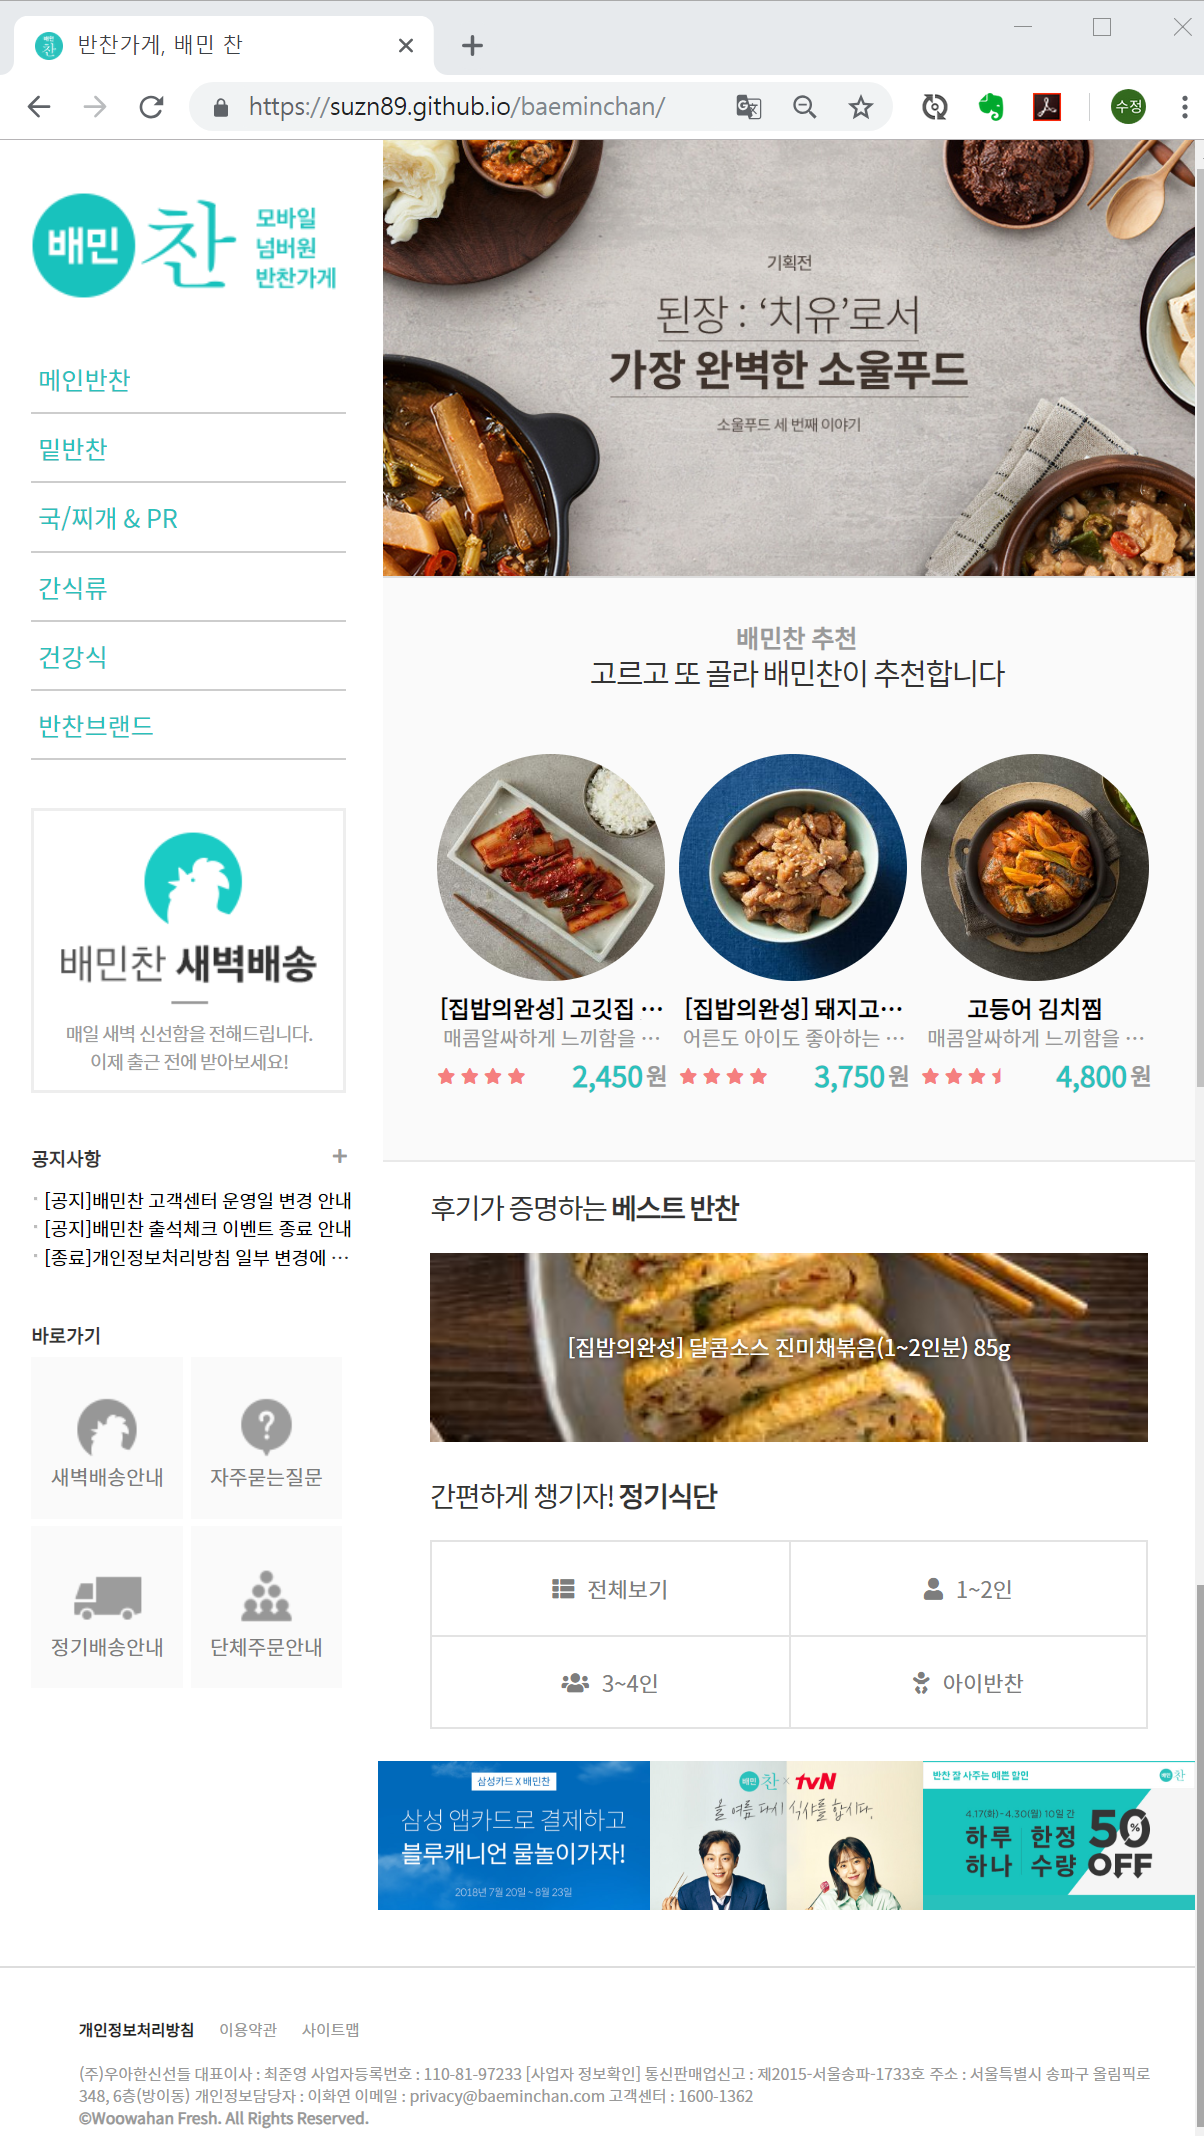 반찬가게, 배민 찬
https://suzn89.github.io/baeminchan/
수정
배민 찬
모바일
넘버원
반찬가게
메인반찬
밑반찬
국/찌개 & PR
간식류
건강식
반찬브랜드
배민찬 새벽배송
매일 새벽 신선함을 전해드립니다.
이제 출근 전에 받아보세요!
공지사항 +
[공지]배민찬 고객센터 운영일 변경 안내
[공지]배민찬 출석체크 이벤트 종료 안내
[종료]개인정보처리방침 일부 변경에 …
바로가기
새벽배송안내
자주묻는질문
정기배송안내
단체주문안내
기획전
된장 : ‘치유’로서
가장 완벽한 소울푸드
소울푸드 세 번째 이야기
배민찬 추천
고르고 또 골라 배민찬이 추천합니다
[집밥의완성] 고깃집 …
매콤알싸하게 느끼함을 …
2,450원
[집밥의완성] 돼지고…
어른도 아이도 좋아하는 …
3,750원
고등어 김치찜
매콤알싸하게 느끼함을 …
4,800원
후기가 증명하는 베스트 반찬
[집밥의완성] 달콤소스 진미채볶음(1~2인분) 85g
간편하게 챙기자! 정기식단
전체보기
1~2인
3~4인
아이반찬
삼성카드 X 배민찬
삼성 앱카드로 결제하고
블루캐니언 물놀이가자!
2018년 7월 20일 ~ 8월 23일
배민 찬 × tvN
올 여름 다시 식샤를 합시다.
반찬 잘 사주는 예쁜 할인
배민 찬
4.17(화)~4.30(월) 10일 간
하루 한정
하나 수량
50% OFF
개인정보처리방침 이용약관 사이트맵
(주)우아한신선들 대표이사 : 최준영 사업자등록번호 : 110-81-97233 [사업자 정보확인] 통신판매업신고 : 제2015-서울송파-1733호 주소 : 서울특별시 송파구 올림픽로
348, 6층(방이동) 개인정보담당자 : 이화연 이메일 : privacy@baeminchan.com 고객센터 : 1600-1362
©Woowahan Fresh. All Rights Reserved.